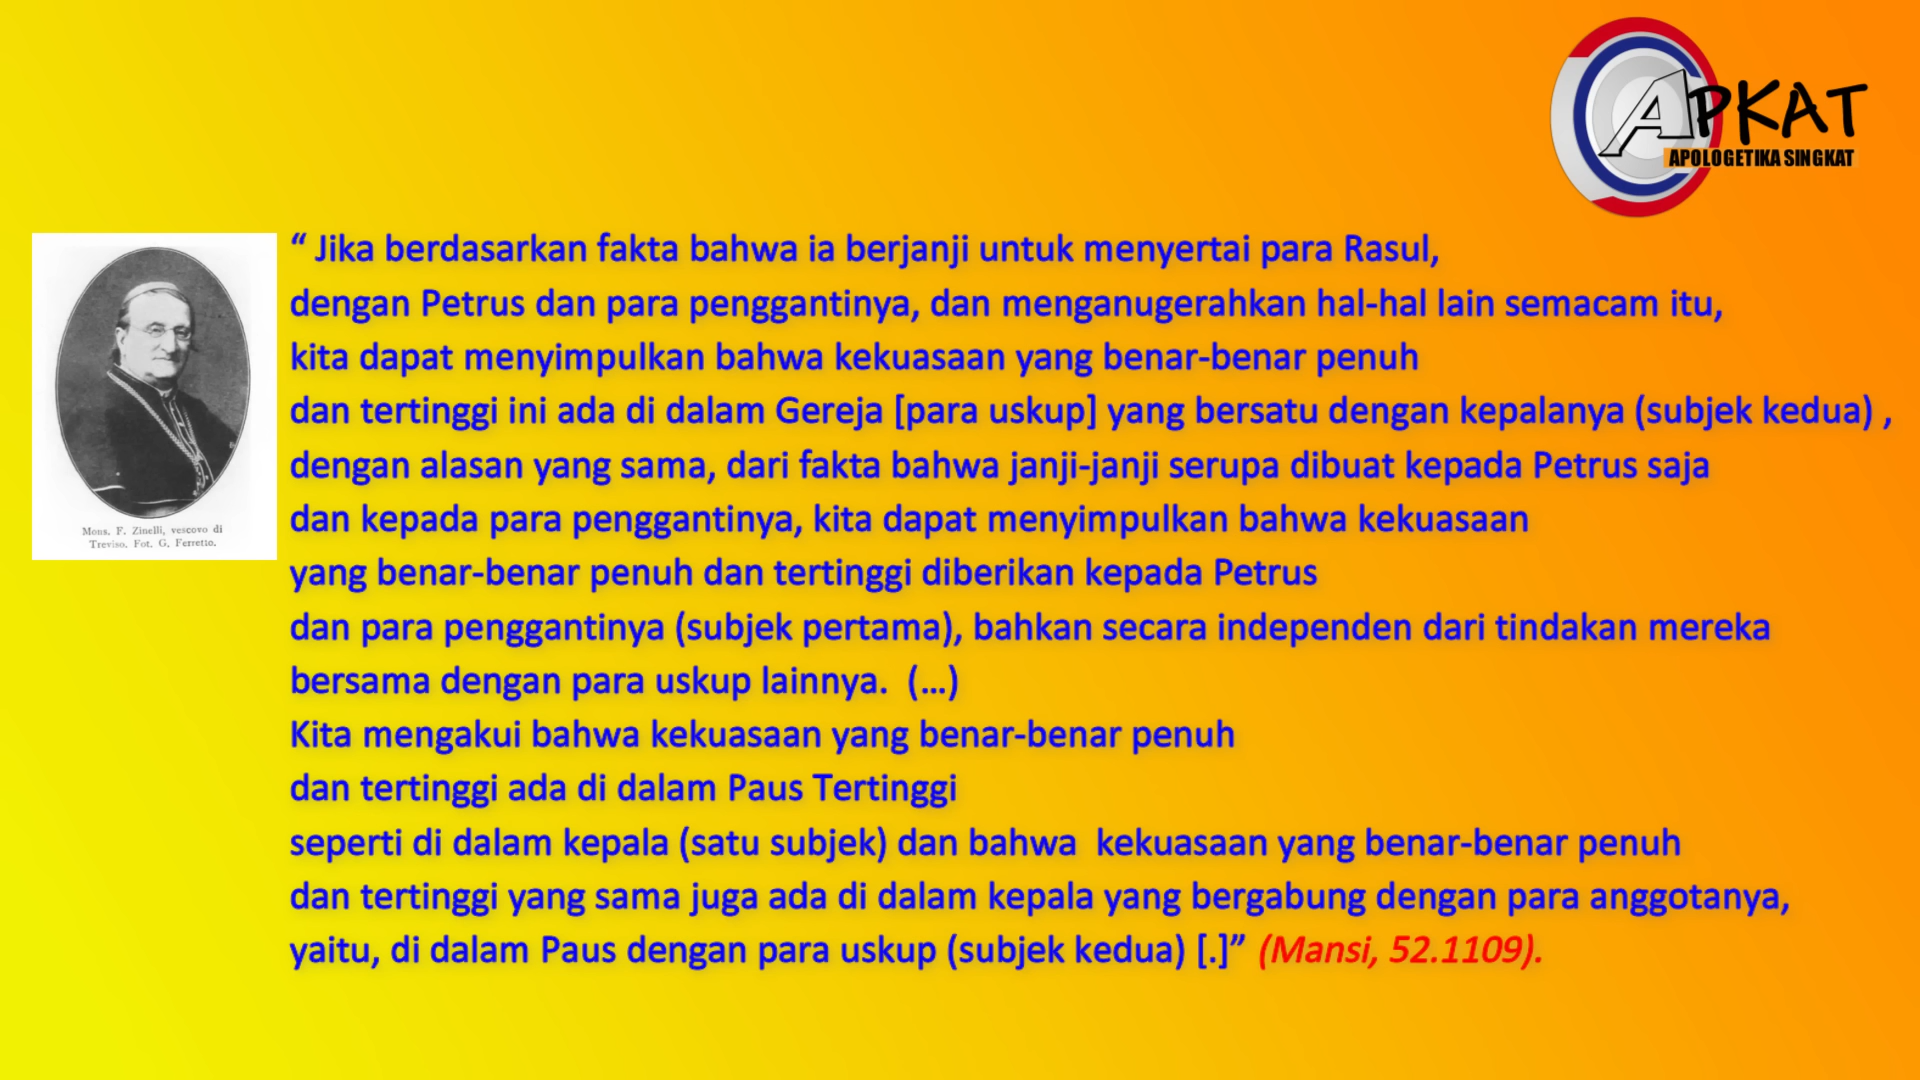 APKAT
APOLOGETIKA SINGKAT
“ Jika berdasarkan fakta bahwa ia berjanji untuk menyertai para Rasul,
dengan Petrus dan para penggantinya, dan menganugerahkan hal-hal lain semacam itu,
kita dapat menyimpulkan bahwa kekuasaan yang benar-benar penuh
dan tertinggi ini ada di dalam Gereja [para uskup] yang bersatu dengan kepalanya (subjek kedua) ,
dengan alasan yang sama, dari fakta bahwa janji-janji serupa dibuat kepada Petrus saja
dan kepada para penggantinya, kita dapat menyimpulkan bahwa kekuasaan
yang benar-benar penuh dan tertinggi diberikan kepada Petrus
dan para penggantinya (subjek pertama), bahkan secara independen dari tindakan mereka
bersama dengan para uskup lainnya. (...)
Kita mengakui bahwa kekuasaan yang benar-benar penuh
dan tertinggi ada di dalam Paus Tertinggi
seperti di dalam kepala (satu subjek) dan bahwa kekuasaan yang benar-benar penuh
dan tertinggi yang sama juga ada di dalam kepala yang bergabung dengan para anggotanya,
yaitu, di dalam Paus dengan para uskup (subjek kedua) [.]” (Mansi, 52.1109).
Mons. F. Zinelli, vescovo di
Treviso. Fot. G. Ferretto.